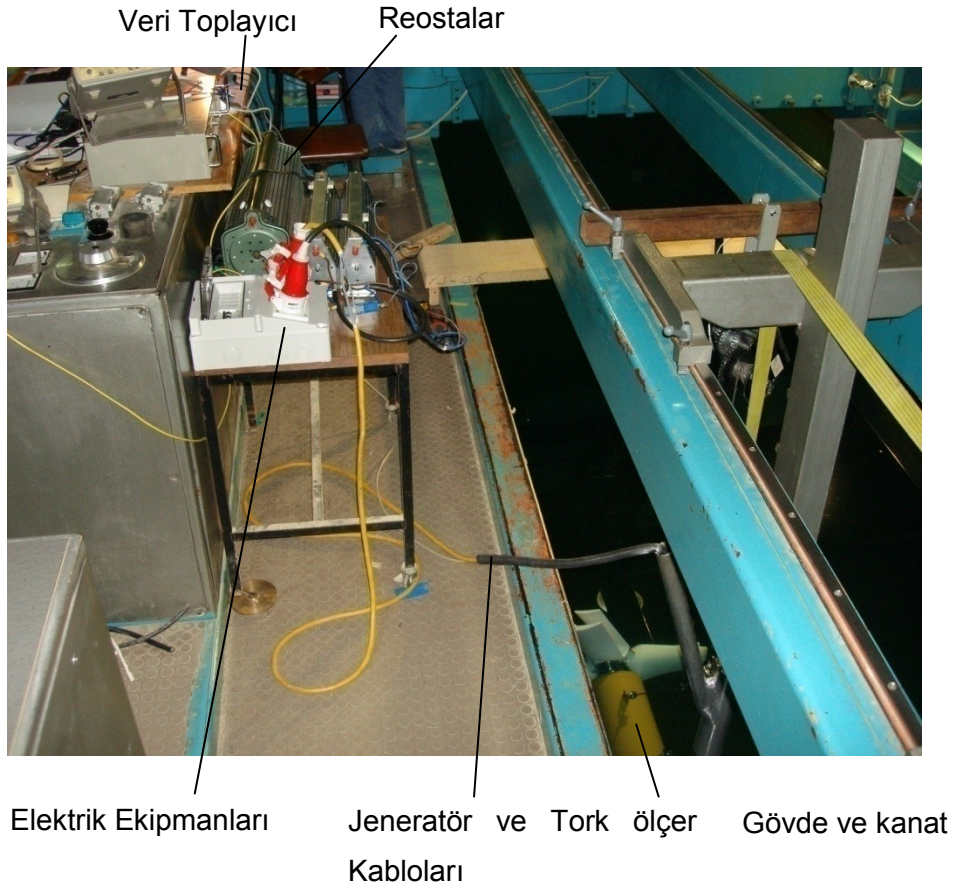 Veri Toplayıcı
Reostalar
Elektrik Ekipmanları
Jeneratör ve Tork ölçer
Kabloları
Gövde ve kanat